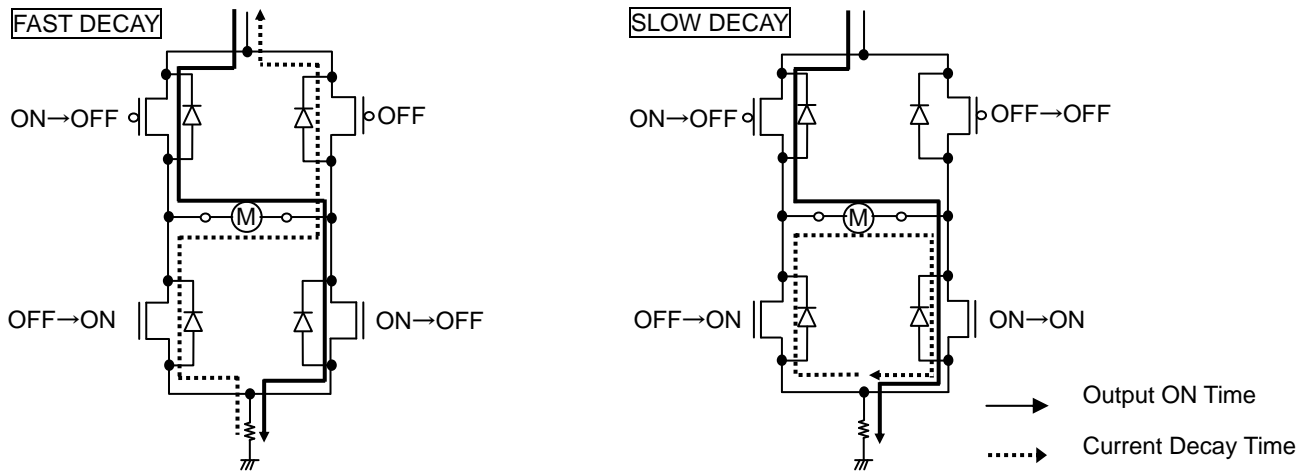 FAST DECAY
ON→OFF
OFF
M
OFF→ON
ON→OFF
SLOW DECAY
ON→OFF
OFF→OFF
M
OFF→ON
ON→ON
Output ON Time
Current Decay Time